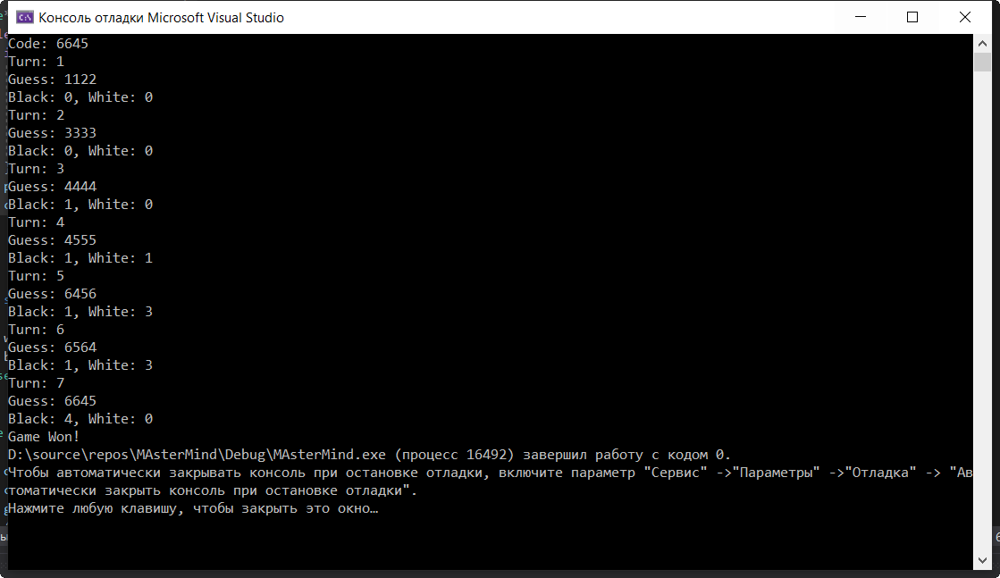 Консоль отладки Microsoft Visual Studio
Code: 6645
Turn: 1
Guess: 1122
Black: 0, White: 0
Turn: 2
Guess: 3333
Black: 0, White: 0
Turn: 3
Guess: 4444
Black: 1, White: 0
Turn: 4
Guess: 4555
Black: 1, White: 1
Turn: 5
Guess: 6456
Black: 1, White: 3
Turn: 6
Guess: 6564
Black: 1, White: 3
Turn: 7
Guess: 6645
Black: 4, White: 0
Game Won!
D:\source\repos\MAsterMind\Debug\MAsterMind.exe (процесс 16492) завершил работу с кодом 0.
Чтобы автоматически закрывать консоль при остановке отладки, включите параметр "Сервис" ->"Параметры" ->"Отладка" -> "Ав
томатически закрыть консоль при остановке отладки".
Нажмите любую клавишу, чтобы закрыть это окно…